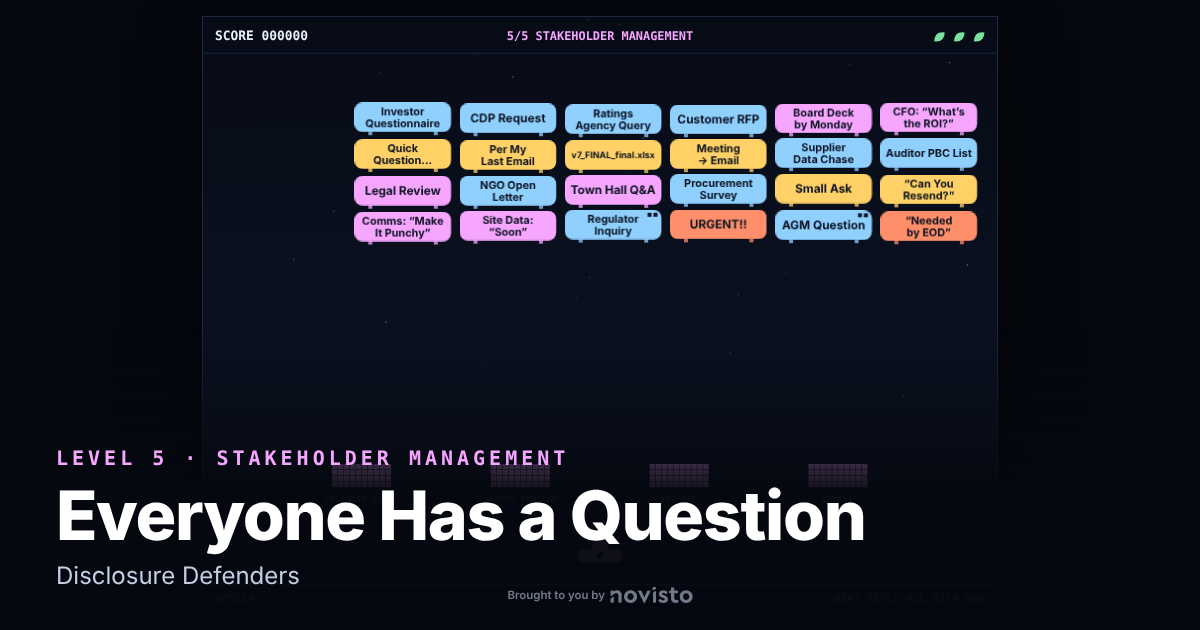 SCORE 000000
5/5 STAKEHOLDER MANAGEMENT
Investor
Questionnaire
CDP Request
Ratings
Agency Query
Customer RFP
Board Deck
by Monday
CFO: “What’s
the ROI?”
Quick
Question…
Per My
Last Email
v7_FINAL_final.xlsx
Meeting
→ Email
Supplier
Data Chase
Auditor PBC List
Legal Review
NGO Open
Letter
Town Hall Q&A
Procurement
Survey
Small Ask
“Can You
Resend?”
Comms: “Make
It Punchy”
Site Data:
“Soon”
Regulator
Inquiry
URGENT!!
AGM Question
“Needed
by EOD”
LEVEL 5 · STAKEHOLDER MANAGEMENT
Everyone Has a Question
Disclosure Defenders
Brought to you by novisto